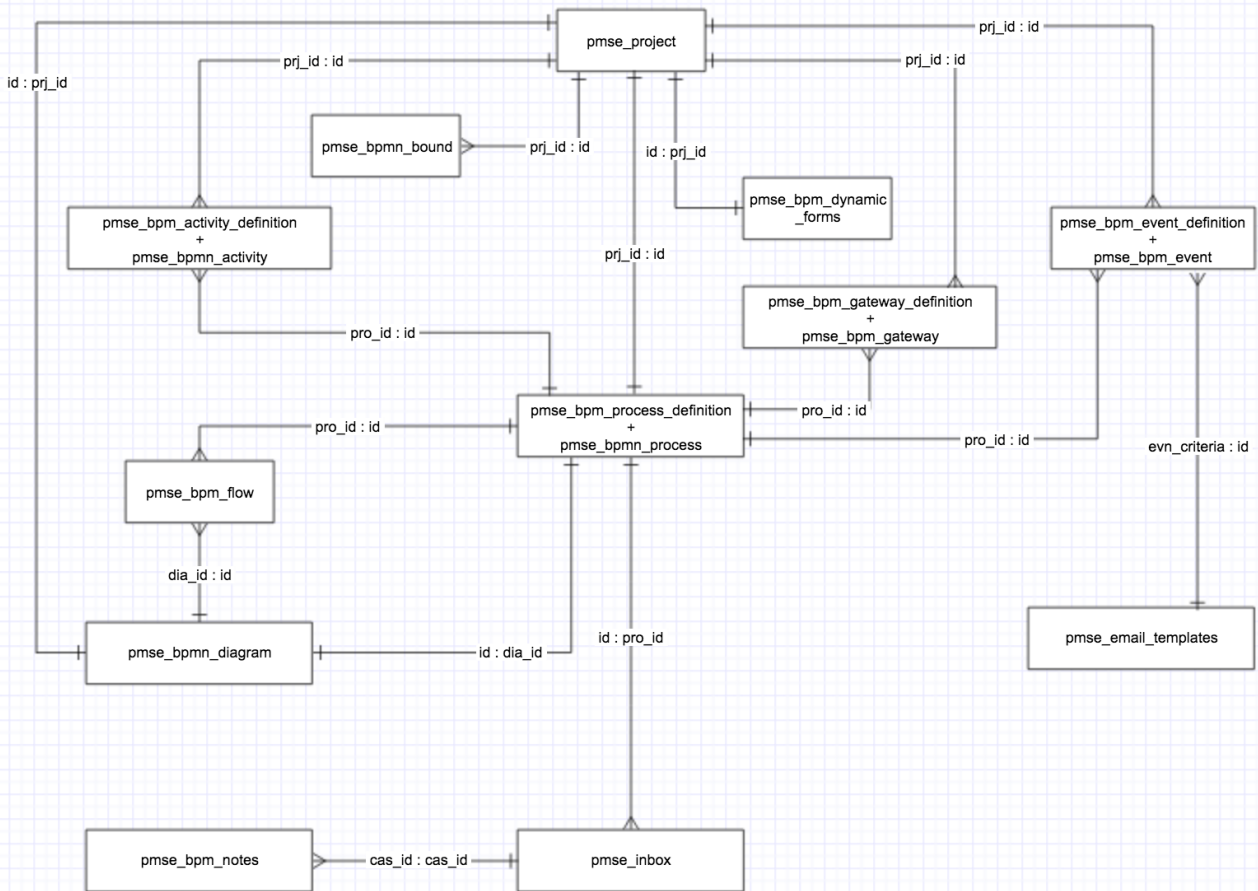 pmse_project
prj_id : id
prj_id : id
prj_id : id
id : prj_id
pmse_bpmn_bound
prj_id : id
id : prj_id
pmse_bpm_dynamic
_forms
pmse_bpm_activity_definition
+
pmse_bpmn_activity
pmse_bpm_event_definition
+
pmse_bpm_event
prj_id : id
pmse_bpm_gateway_definition
+
pmse_bpm_gateway
pro_id : id
pmse_bpm_process_definition
+
pmse_bpmn_process
pro_id : id
pro_id : id
pro_id : id
evn_criteria : id
pmse_bpm_flow
dia_id : id
pmse_bpmn_diagram
id : dia_id
id : pro_id
pmse_email_templates
pmse_bpm_notes
cas_id : cas_id
pmse_inbox